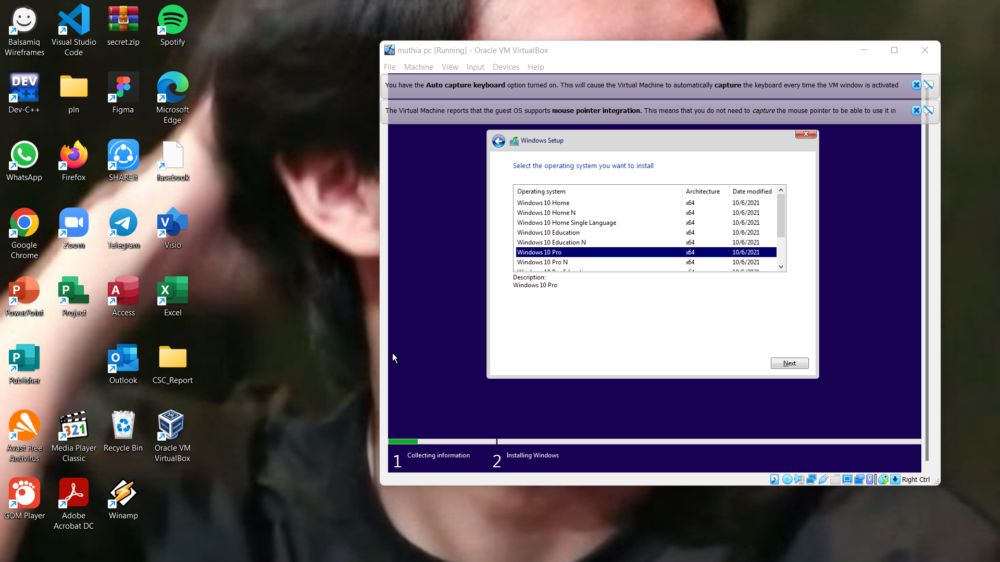 Balsamiq
Wireframes
Visual Studio
Code
secret.zip
Spotify
DEV
C++
Dev-C++
pln
Figma
Microsoft
Edge
WhatsApp
Firefox
SHAREit
facebook
Google
Chrome
Zoom
Telegram
V
Visio
P
PowerPoint
P
Project
A
Access
X
Excel
P
Publisher
O
Outlook
CSC_Report
Avast Free
Antivirus
321
Media Player
Classic
Recycle Bin
Oracle VM
VirtualBox
GOM Player
Adobe
Acrobat DC
Winamp
muthia pc [Running] - Oracle VM VirtualBox
File Machine View Input Devices Help
You have the Auto capture keyboard option turned on. This will cause the Virtual Machine to automatically capture the keyboard every time the VM window is activated
The Virtual Machine reports that the guest OS supports mouse pointer integration. This means that you do not need to capture the mouse pointer to be able to use it in
Windows Setup
Select the operating system you want to install
Operating system Architecture Date modified
Windows 10 Home x64 10/6/2021
Windows 10 Home N x64 10/6/2021
Windows 10 Home Single Language x64 10/6/2021
Windows 10 Education x64 10/6/2021
Windows 10 Education N x64 10/6/2021
Windows 10 Pro x64 10/6/2021
Windows 10 Pro N x64 10/6/2021
Description:
Windows 10 Pro
Next
1 Collecting information 2 Installing Windows
Right Ctrl